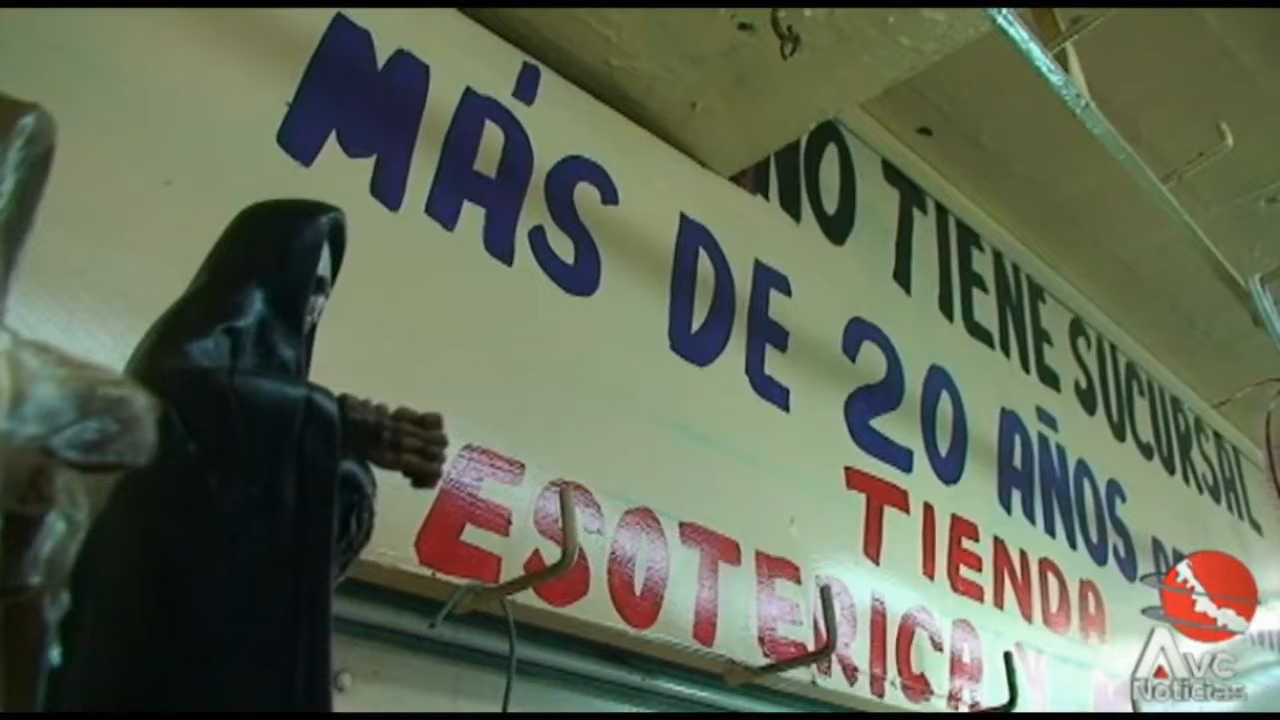 NO TIENE SUCURSAL
MÁS DE 20 AÑOS
TIENDA
ESOTERICA Y
Avc
Noticias